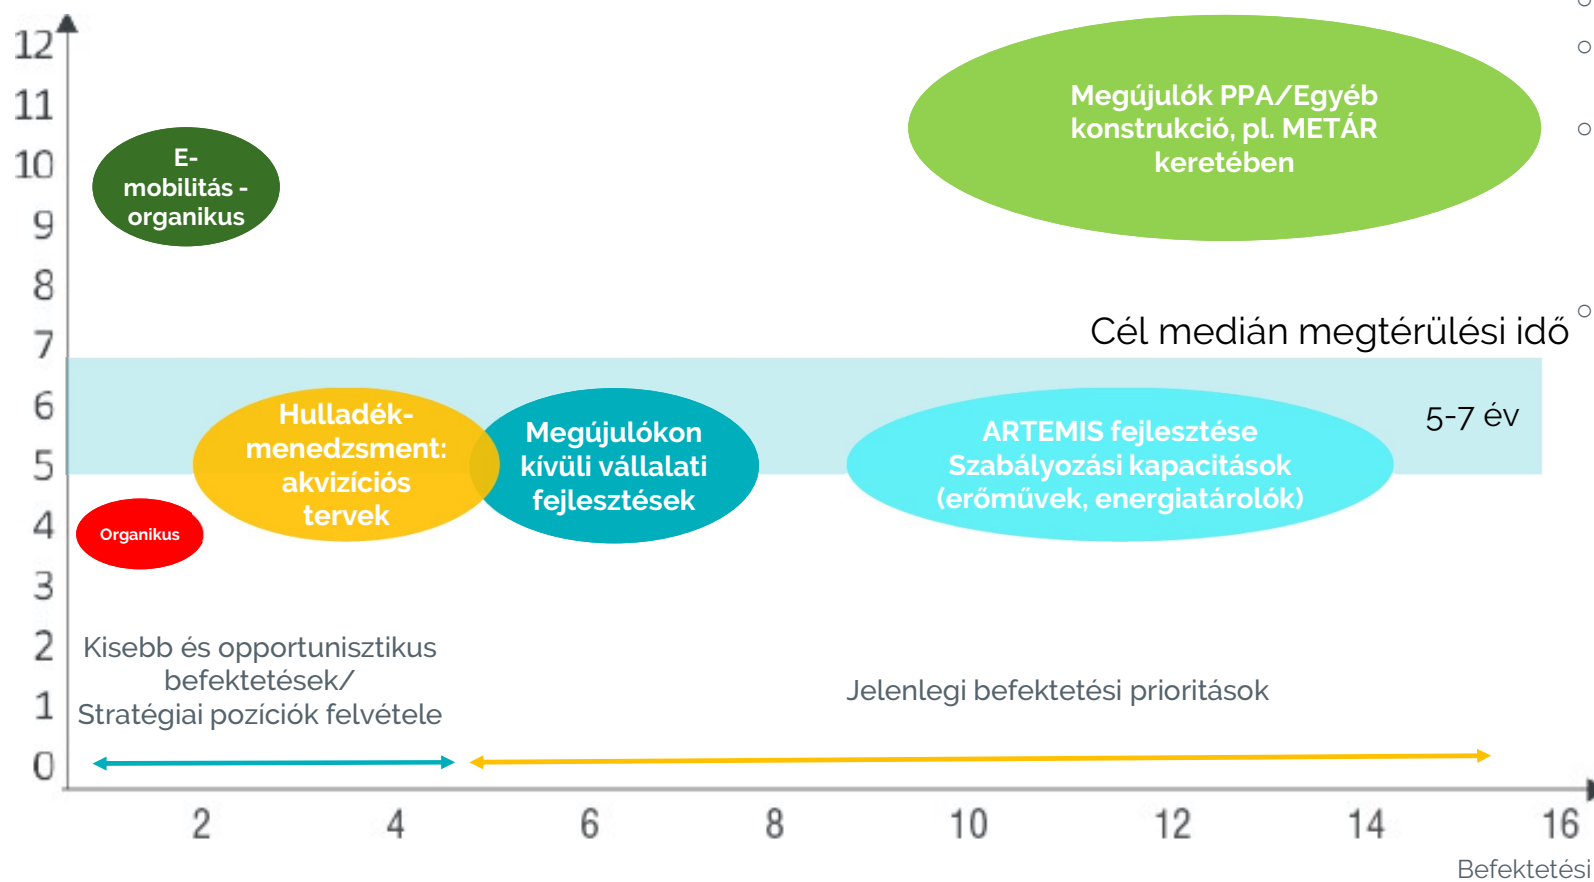 12
11
10
9
8
7
6
5
4
3
2
1
0
E-
mobilitás -
organikus
Megújulók PPA/Egyéb
konstrukció, pl. METÁR
keretében
Cél medián megtérülési idő
5-7 év
Hulladék-
menedzsment:
akvizíciós
tervek
Megújulókon
kívüli vállalati
fejlesztések
ARTEMIS fejlesztése
Szabályozási kapacitások
(erőművek, energiatárolók)
Organikus
Kisebb és opportunisztikus
befektetések/
Stratégiai pozíciók felvétele
Jelenlegi befektetési prioritások
2 4 6 8 10 12 14 16
Befektetési